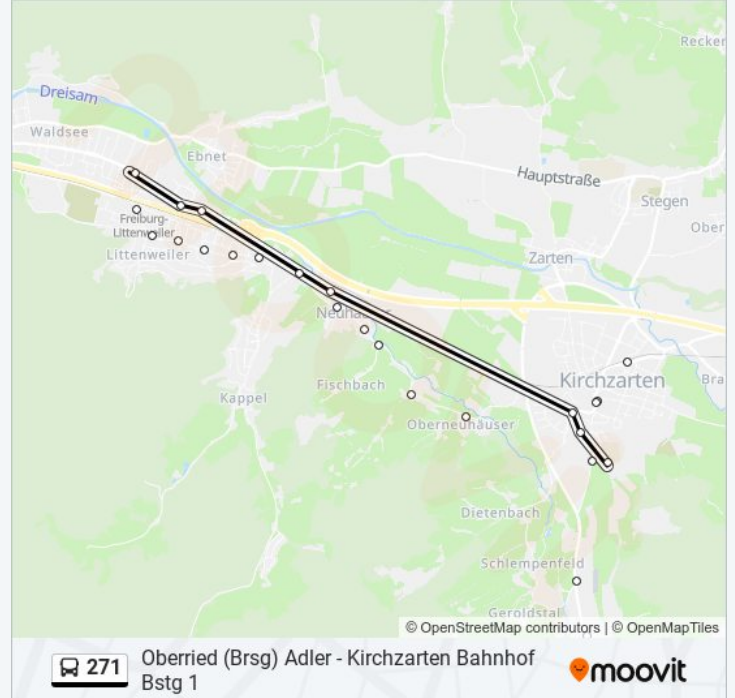 Recker
Dreisam
Waldsee
Ebnet
Hauptstraße
Stegen
Freiburg-
Littenweiler
Ober
Littenweiler
Zarten
Neuhäuser
Fischbach
Kirchzarten
Bra
Kappel
Oberneuhäuser
Dietenbach
Schlempenfeld
Geroldstal
© OpenStreetMap contributors | © OpenMapTiles
271
Oberried (Brsg) Adler - Kirchzarten Bahnhof
Bstg 1
moovit